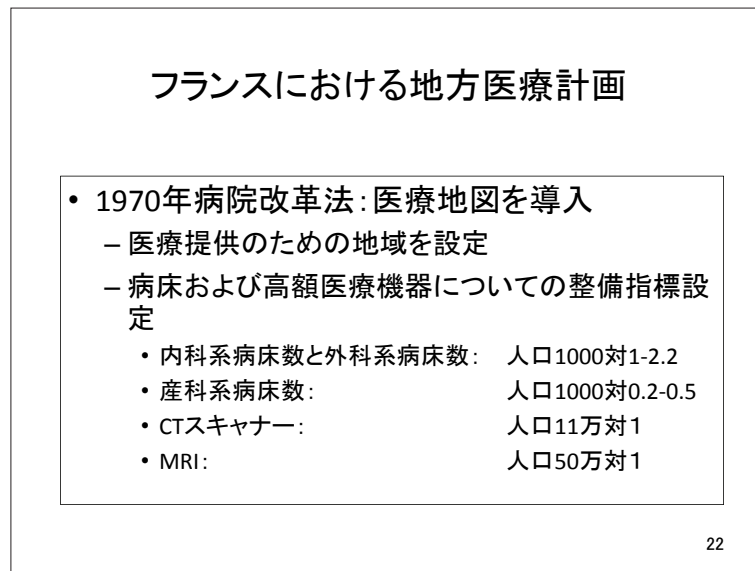 フランスにおける地方医療計画
• 1970年病院改革法：医療地図を導入
– 医療提供のための地域を設定
– 病床および高額医療機器についての整備指標設
定
• 内科系病床数と外科系病床数： 人口1000対1-2.2
• 産科系病床数： 人口1000対0.2-0.5
• CTスキャナー： 人口11万対１
• MRI： 人口50万対１
22